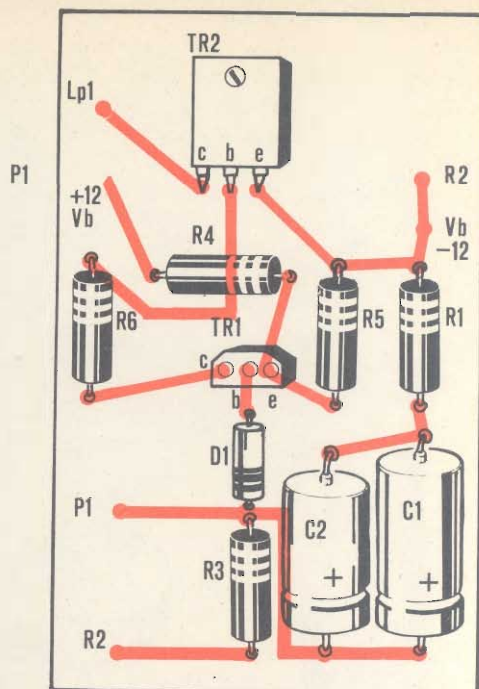 TR2
Lp1
c b e
P1
R2
+12
Vb
Vb
-12
R4
R6
TR1
R5
R1
c
b
e
D1
P1
C2
C1
R3
+
+
R2